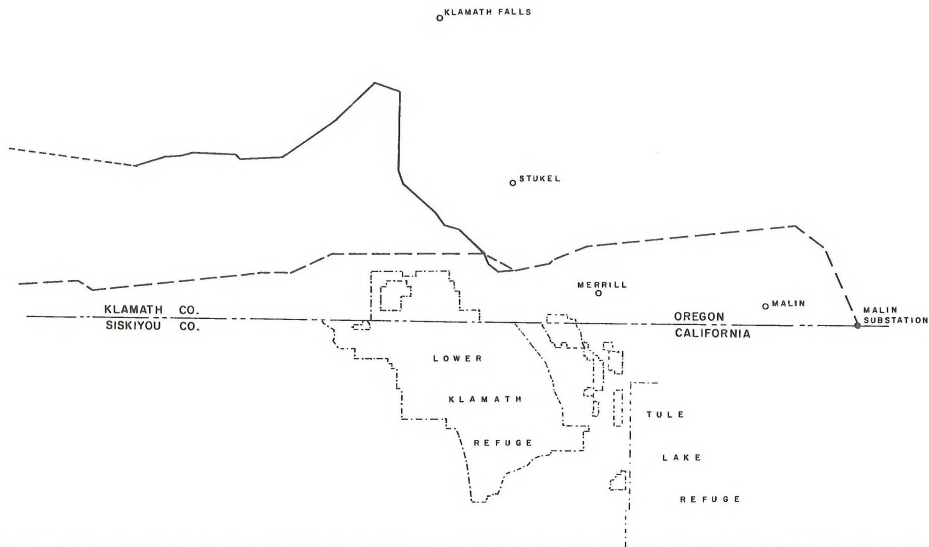 KLAMATH FALLS
STUKEL
MERRILL
MALIN
MALIN
SUBSTATION
KLAMATH CO.
OREGON
SISKIYOU CO.
CALIFORNIA
LOWER
KLAMATH
REFUGE
TULE
LAKE
REFUGE